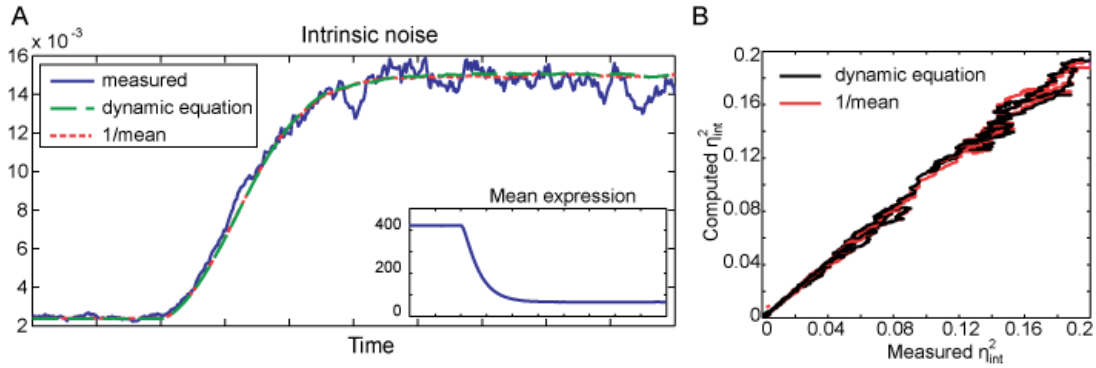 A
x 10⁻³
Intrinsic noise
16
14
12
10
8
6
4
2
measured
dynamic equation
1/mean
Mean expression
400
200
0
Time
B
0.2
0.16
0.12
0.08
0.04
0
dynamic equation
1/mean
Computed η²int
0 0.04 0.08 0.12 0.16 0.2
Measured η²int